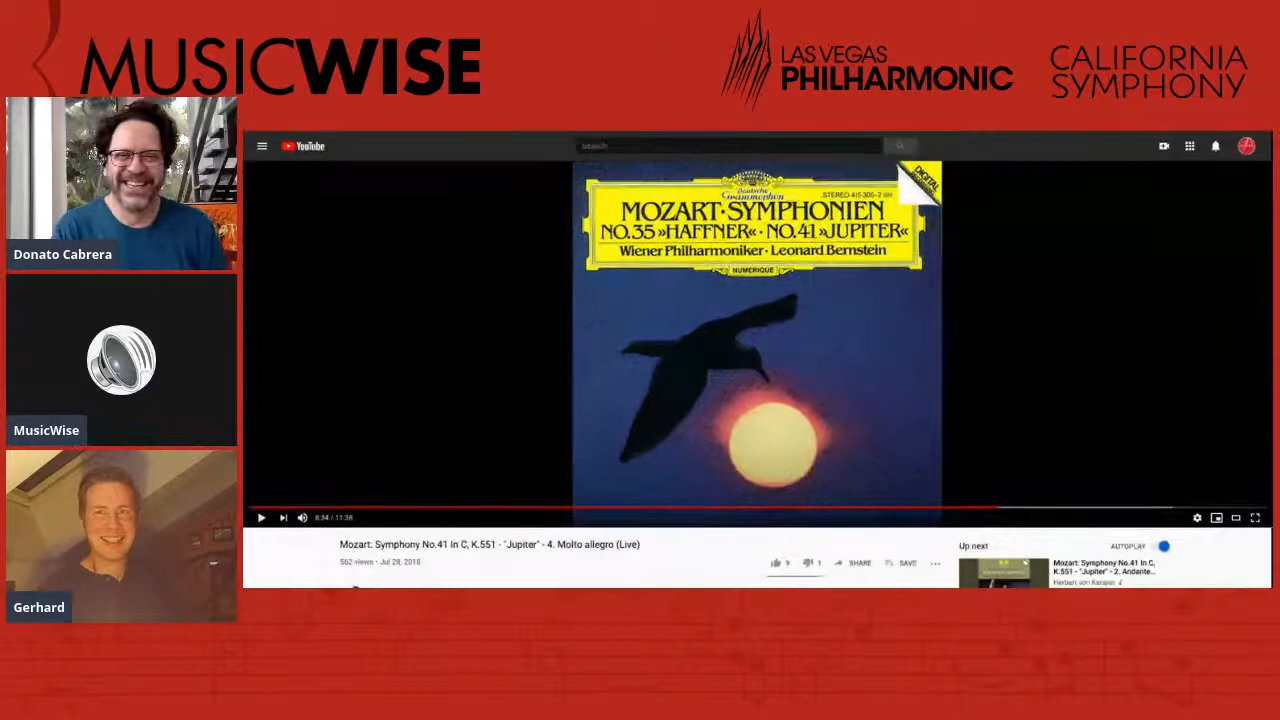 MUSICWISE
LAS VEGAS
PHILHARMONIC
CALIFORNIA
SYMPHONY
Donato Cabrera
MusicWise
Gerhard
YouTube
Search
DIGITAL
Deutsche
Grammophon
STEREO 415 305-2
MOZART·SYMPHONIEN
NO.35 »HAFFNER« · NO.41 »JUPITER«
Wiener Philharmoniker · Leonard Bernstein
NUMERIQUE
8:34 / 11:38
Mozart: Symphony No.41 In C, K.551 - "Jupiter" - 4. Molto allegro (Live)
562 views • Jul 28, 2018
9
1
SHARE
SAVE
Up next
AUTOPLAY
Mozart: Symphony No.41 In C,
K.551 - "Jupiter" - 2. Andante...
Herbert von Karajan